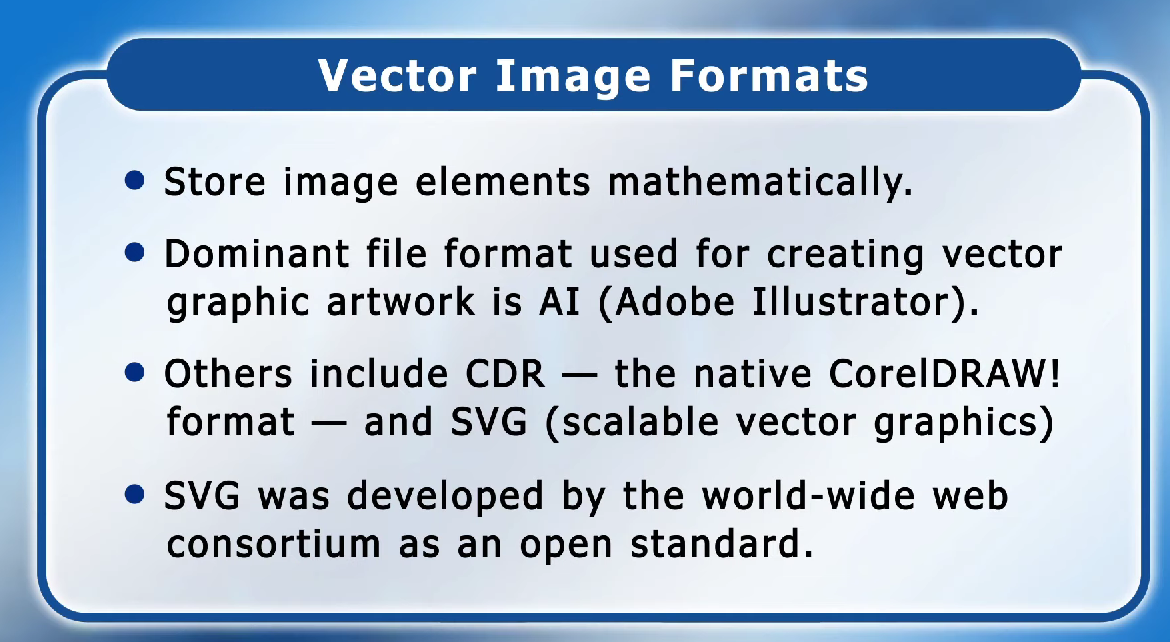 Vector Image Formats
• Store image elements mathematically.
• Dominant file format used for creating vector
graphic artwork is AI (Adobe Illustrator).
• Others include CDR — the native CorelDRAW!
format — and SVG (scalable vector graphics)
• SVG was developed by the world-wide web
consortium as an open standard.